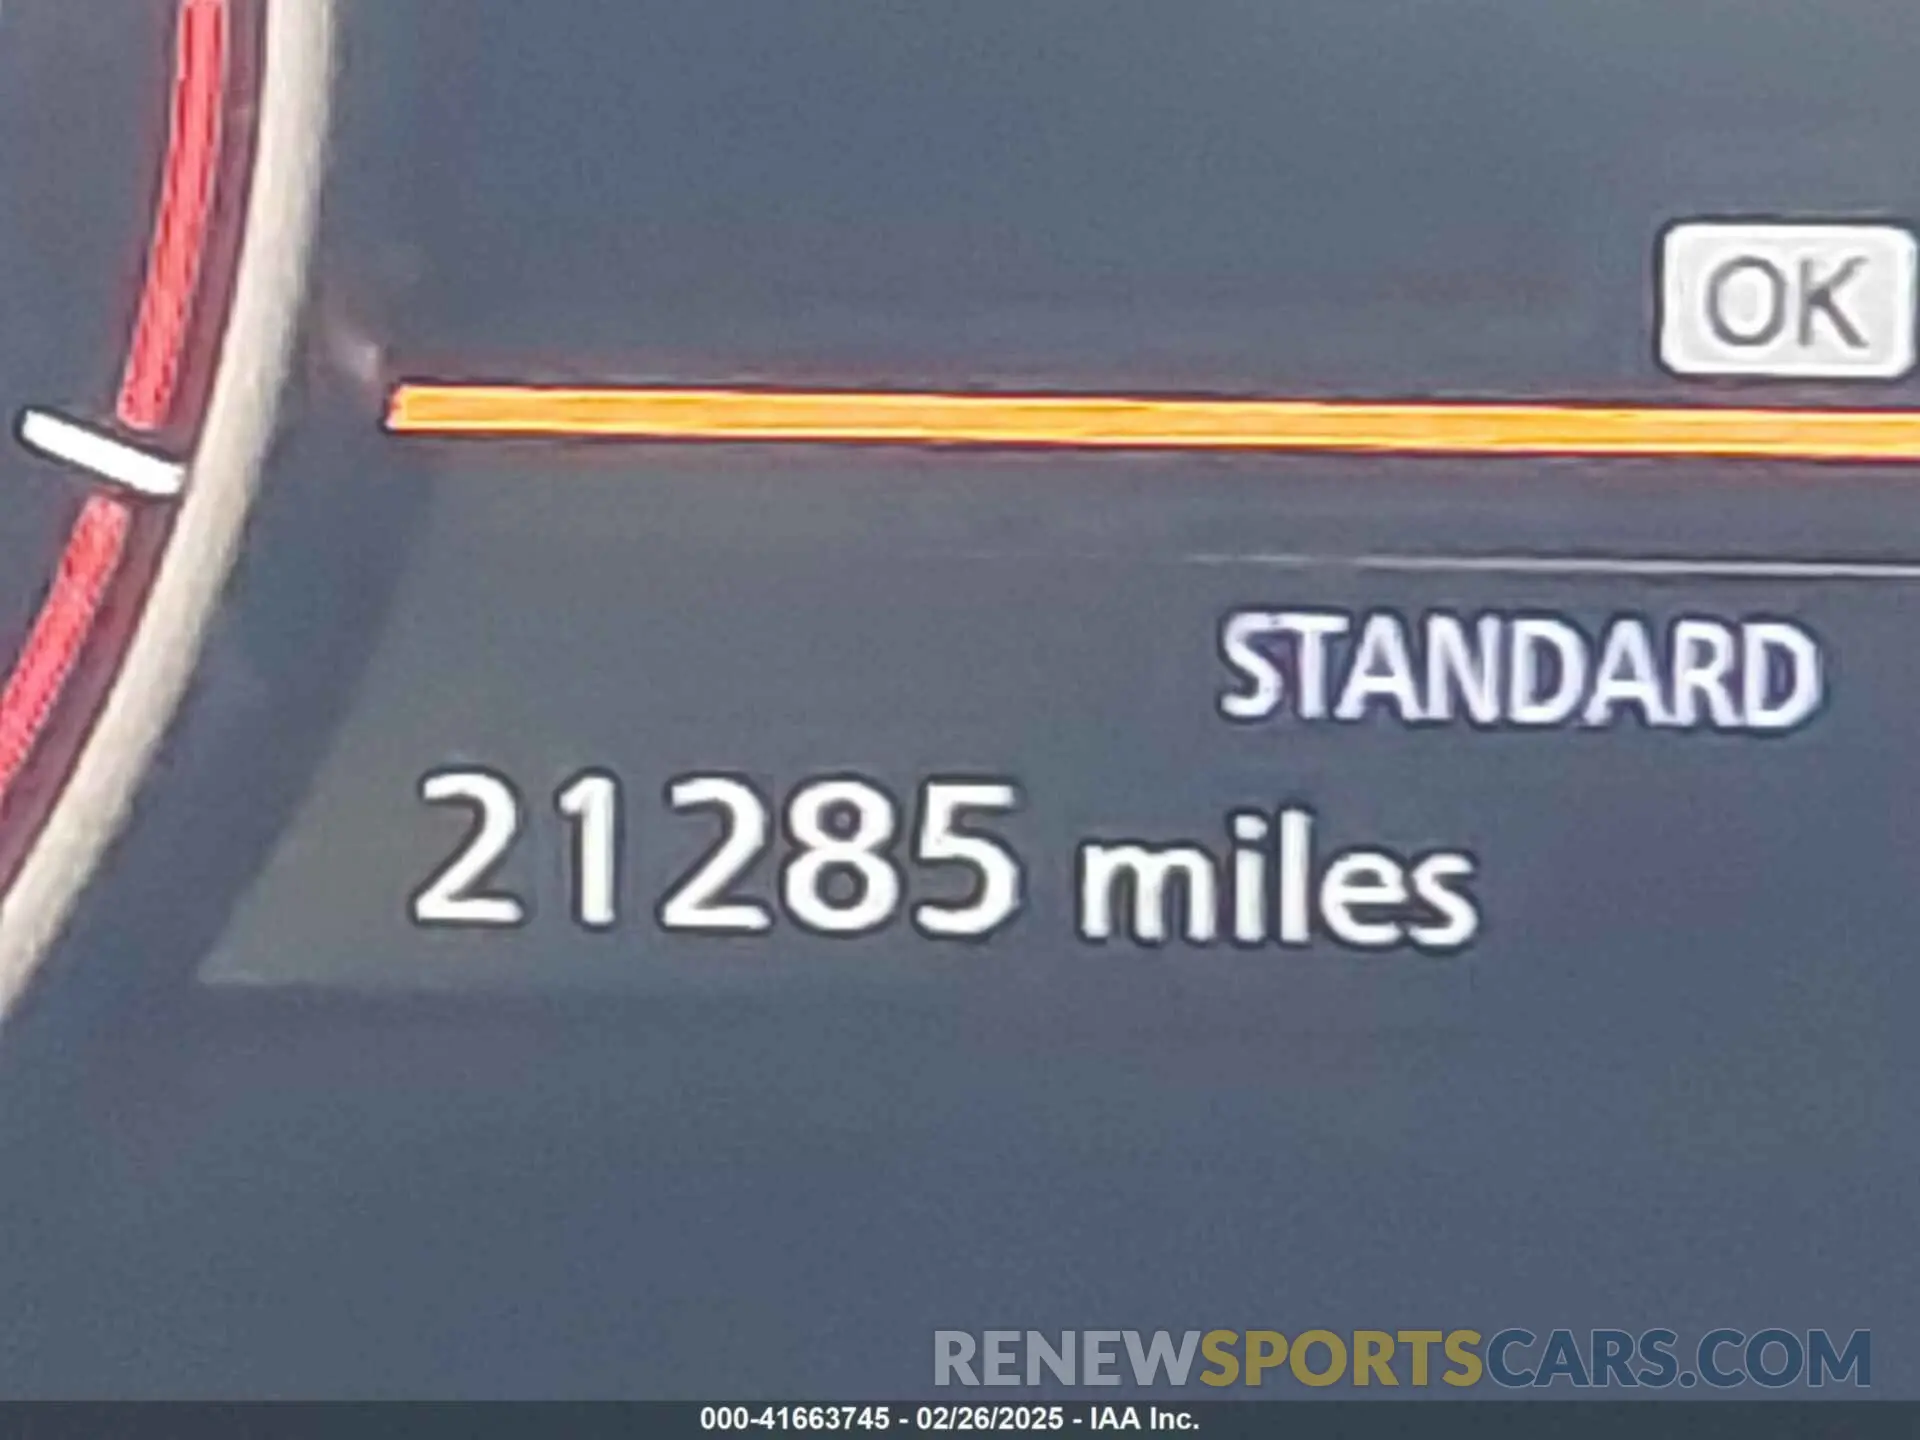 OK
STANDARD
21285 miles
RENEWSPORTSCARS.COM
000-41663745 - 02/26/2025 - IAA Inc.